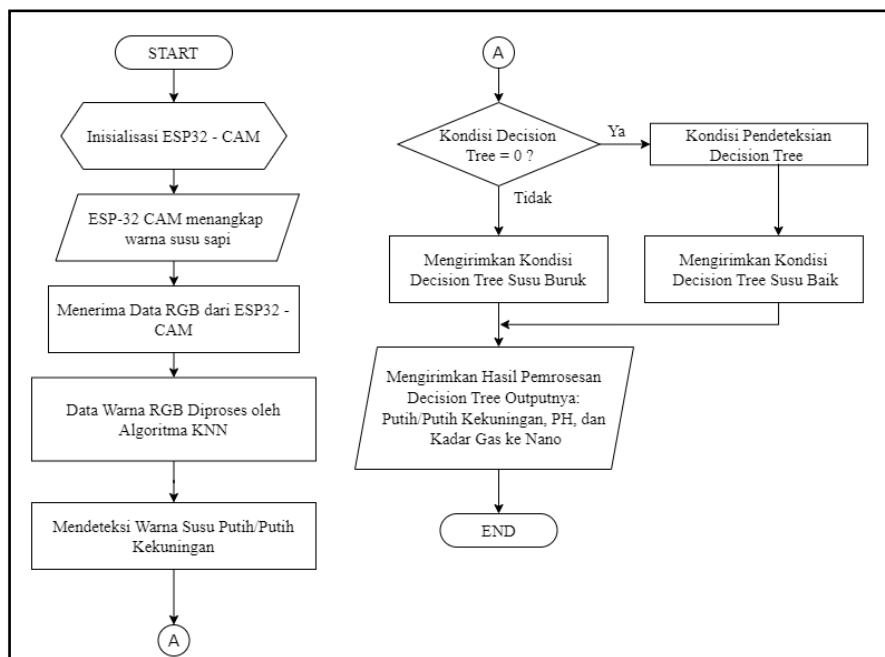 START
Inisialisasi ESP32 - CAM
ESP-32 CAM menangkap
warna susu sapi
Menerima Data RGB dari ESP32 -
CAM
Data Warna RGB Diproses oleh
Algoritma KNN
Mendeteksi Warna Susu Putih/Putih
Kekuningan
A
A
Kondisi Decision
Tree = 0 ?
Ya
Kondisi Pendeteksian
Decision Tree
Tidak
Mengirimkan Kondisi
Decision Tree Susu Buruk
Mengirimkan Kondisi
Decision Tree Susu Baik
Mengirimkan Hasil Pemrosesan
Decision Tree Outputnya:
Putih/Putih Kekuningan, PH, dan
Kadar Gas ke Nano
END